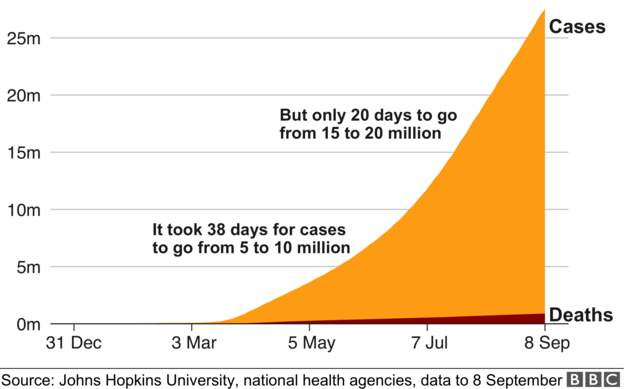 Cases
25m
20m
But only 20 days to go
from 15 to 20 million
15m
10m
It took 38 days for cases
to go from 5 to 10 million
5m
Deaths
0m
31 Dec 3 Mar 5 May 7 Jul 8 Sep
Source: Johns Hopkins University, national health agencies, data to 8 September BBC